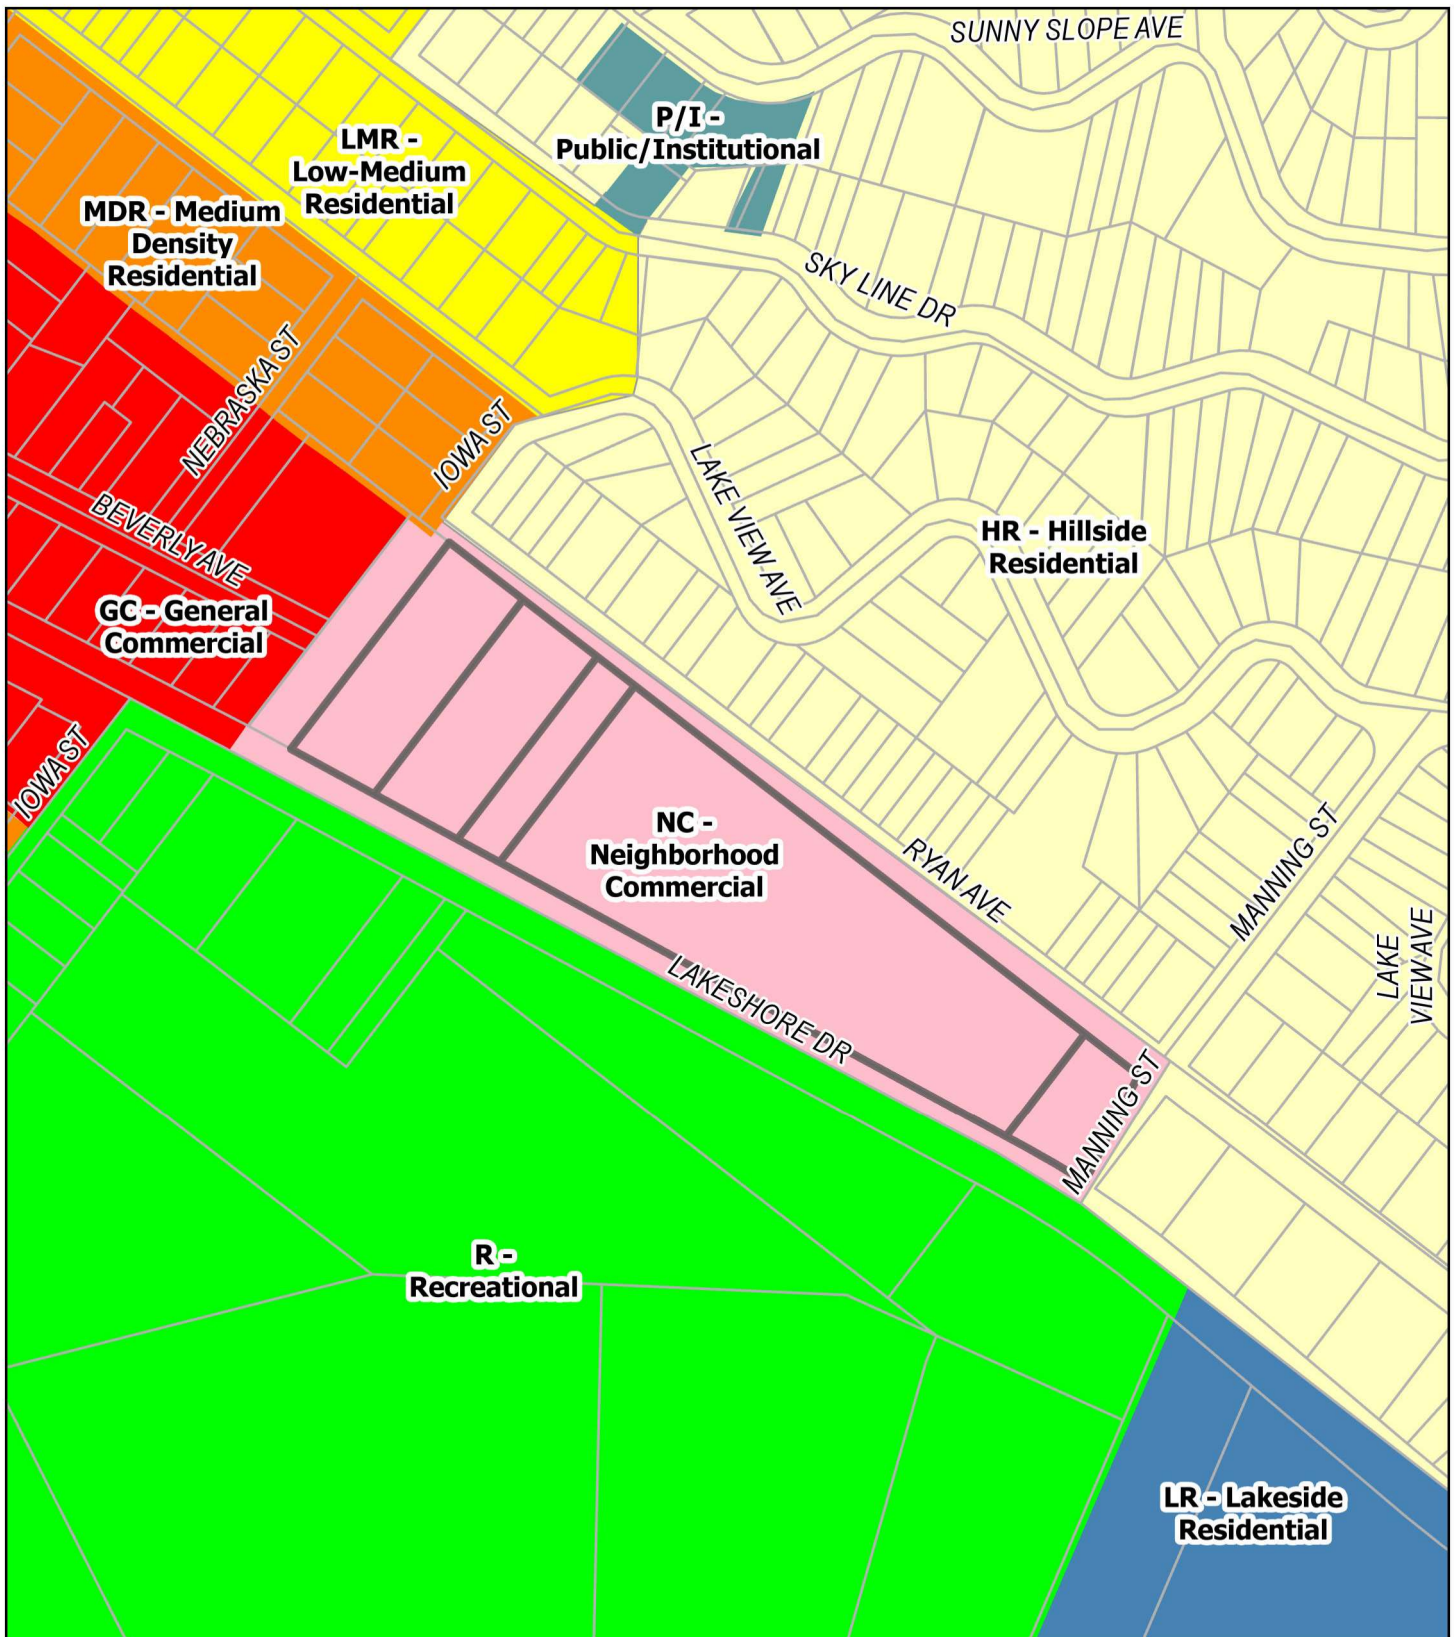 SUNNY SLOPE AVE
P/I -
Public/Institutional
LMR -
Low-Medium
Residential
MDR - Medium
Density
Residential
SKY LINE DR
NEBRASKA ST
IOWA ST
LAKE VIEW AVE
BEVERLY AVE
HR - Hillside
Residential
GC - General
Commercial
IOWA ST
NC -
Neighborhood
Commercial
RYAN AVE
MANNING ST
LAKE
VIEW AVE
LAKESHORE DR
MANNING ST
R -
Recreational
LR - Lakeside
Residential